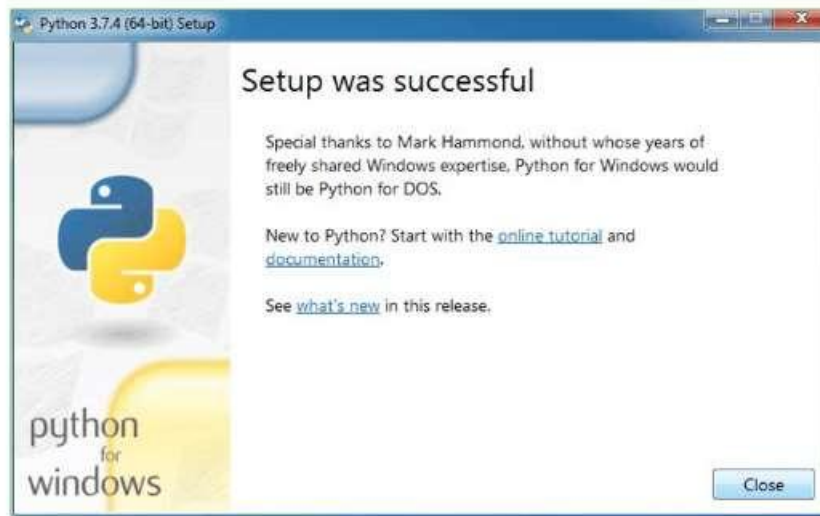 Python 3.7.4 (64-bit) Setup
Setup was successful
Special thanks to Mark Hammond, without whose years of
freely shared Windows expertise, Python for Windows would
still be Python for DOS.
New to Python? Start with the online tutorial and
documentation.
See what's new in this release.
python
for
windows
Close